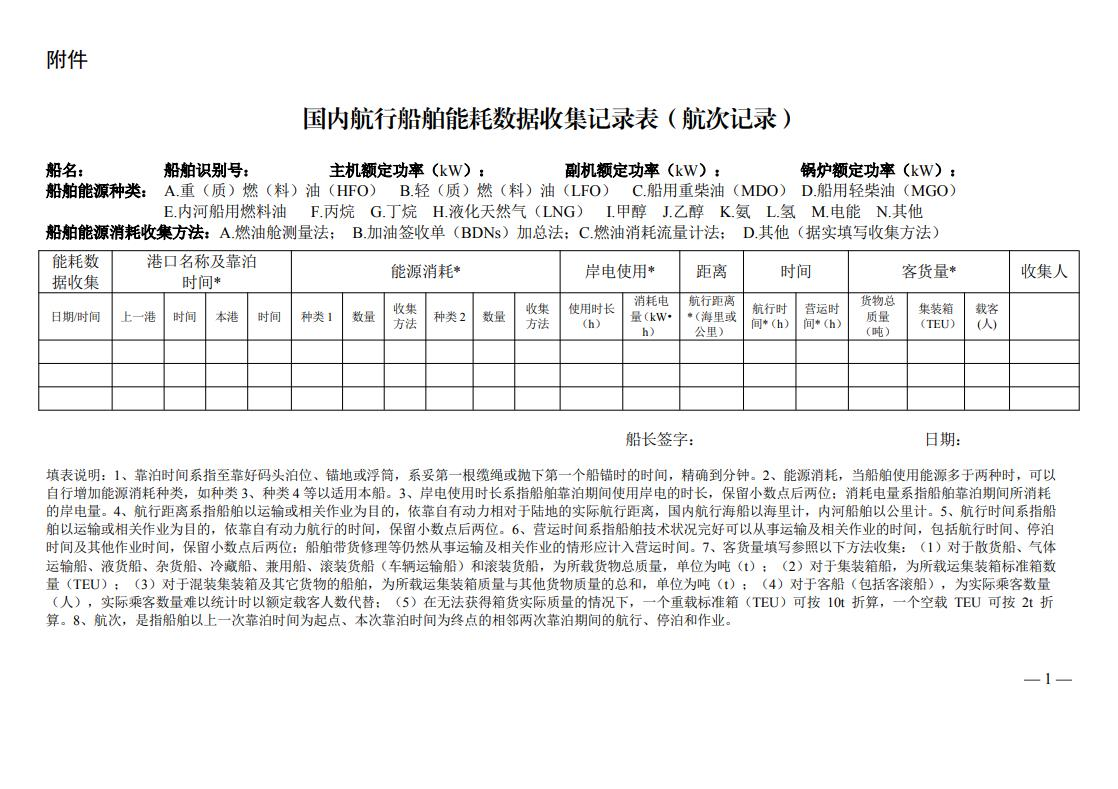 附件
国内航行船舶能耗数据收集记录表（航次记录）
船名： 船舶识别号： 主机额定功率（kW）： 副机额定功率（kW）： 锅炉额定功率（kW）：
船舶能源种类： A.重（质）燃（料）油（HFO） B.轻（质）燃（料）油（LFO） C.船用重柴油（MDO） D.船用轻柴油（MGO）
E.内河船用燃料油 F.丙烷 G.丁烷 H.液化天然气（LNG） I.甲醇 J.乙醇 K.氨 L.氢 M.电能 N.其他
船舶能源消耗收集方法：A.燃油舱测量法； B.加油签收单（BDNs）加总法；C.燃油消耗流量计法； D.其他（据实填写收集方法）
能耗数 港口名称及靠泊 能源消耗* 岸电使用* 距离 时间 客货量* 收集人
据收集 时间*
日期/时间 上一港 时间 本港 时间 种类 1 数量 收集 种类 2 数量 收集 使用时长 消耗电 航行距离 航行时 营运时 货物总 集装箱 载客
方法 方法 （h） 量（kW• *（海里或 间*（h） 间*（h） 质量 （TEU） （人）
h） 公里） （吨）
船长签字： 日期：
填表说明：1、靠泊时间系指至靠好码头泊位、锚地或浮筒，系妥第一根缆绳或抛下第一个船锚时的时间，精确到分钟。2、能源消耗，当船舶使用能源多于两种时，可以
自行增加能源消耗种类，如种类 3、种类 4 等以适用本船。3、岸电使用时长系指船舶靠泊期间使用岸电的时长，保留小数点后两位；消耗电量系指船舶靠泊期间所消耗
的岸电量。4、航行距离系指船舶以运输或相关作业为目的，依靠自有动力相对于陆地的实际航行距离，国内航行海船以海里计，内河船舶以公里计。5、航行时间系指船
舶以运输或相关作业为目的，依靠自有动力航行的时间，保留小数点后两位。6、营运时间系指船舶技术状况完好可以从事运输及相关作业的时间，包括航行时间、停泊
时间及其他作业时间，保留小数点后两位；船舶带货修理等仍然从事运输及相关作业的情形应计入营运时间。7、客货量填写参照以下方法收集：（1）对于散货船、气体
运输船、液货船、杂货船、冷藏船、兼用船、滚装货船（车辆运输船）和滚装货船，为所载货物总质量，单位为吨（t）；（2）对于集装箱船，为所载运集装箱标准箱数
量（TEU）；（3）对于混装集装箱及其它货物的船舶，为所载运集装箱质量与其他货物质量的总和，单位为吨（t）；（4）对于客船（包括客滚船），为实际乘客数量
（人），实际乘客数量难以统计时以额定载客人数代替；（5）在无法获得箱货实际质量的情况下，一个重载标准箱（TEU）可按 10t 折算，一个空载 TEU 可按 2t 折
算。8、航次，是指船舶以上一次靠泊时间为起点、本次靠泊时间为终点的相邻两次靠泊期间的航行、停泊和作业。
— 1 —